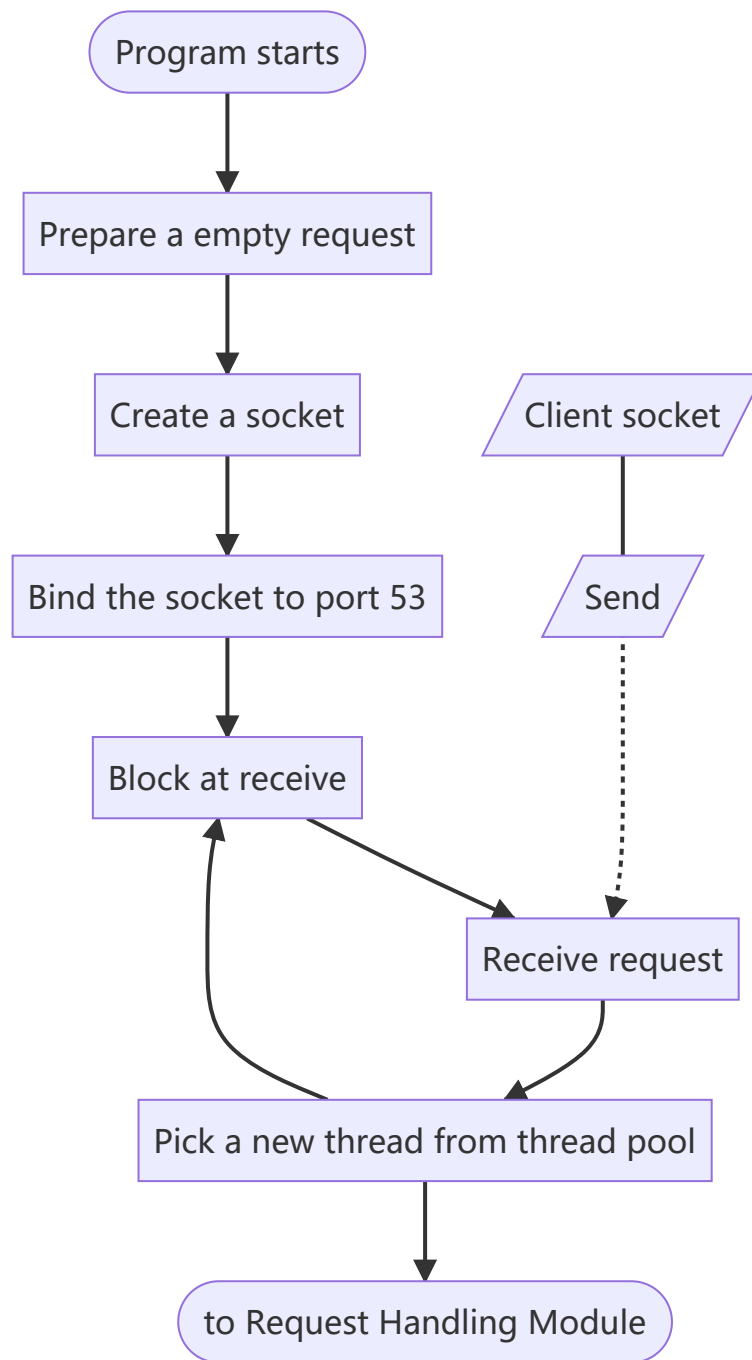 Program starts
Prepare a empty request
Create a socket
Client socket
Bind the socket to port 53
Send
Block at receive
Receive request
Pick a new thread from thread pool
to Request Handling Module